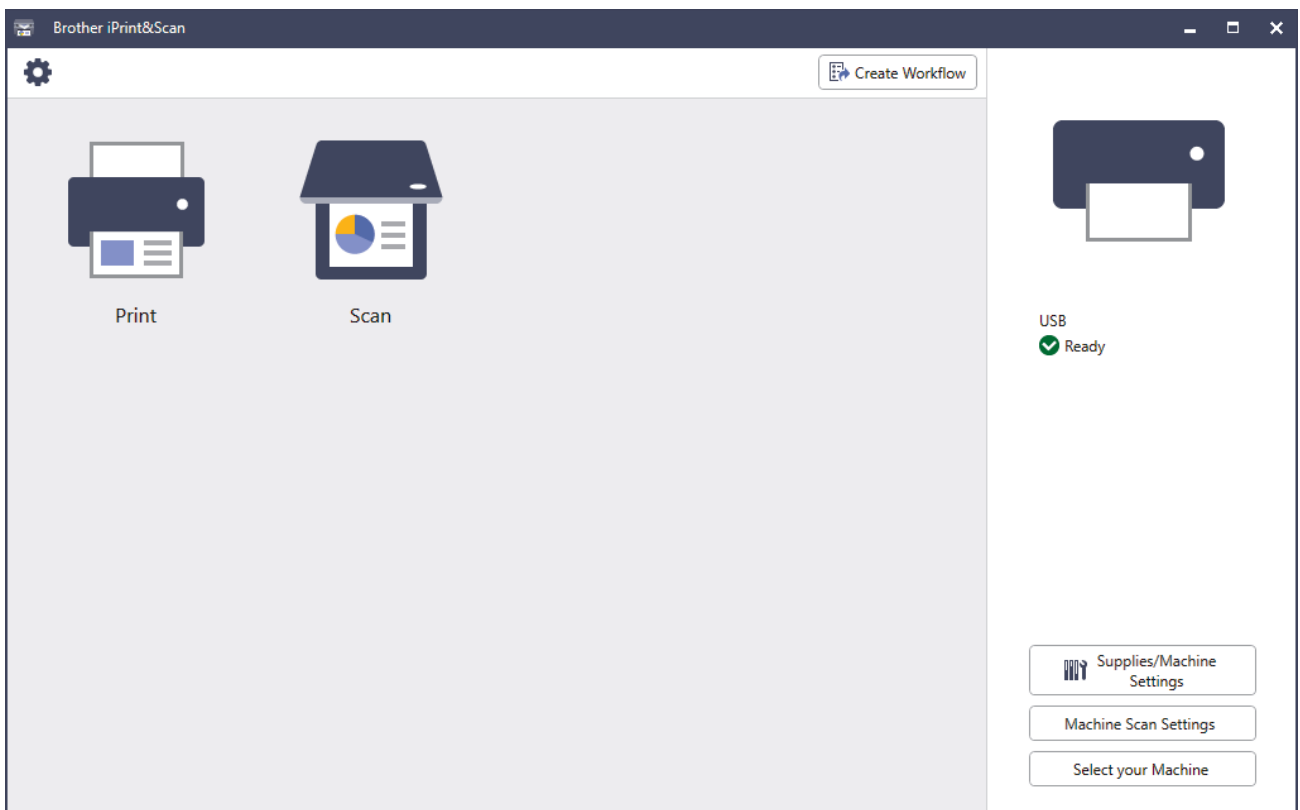 Brother iPrint&Scan
Create Workflow
Print
Scan
USB
Ready
Supplies/Machine
Settings
Machine Scan Settings
Select your Machine